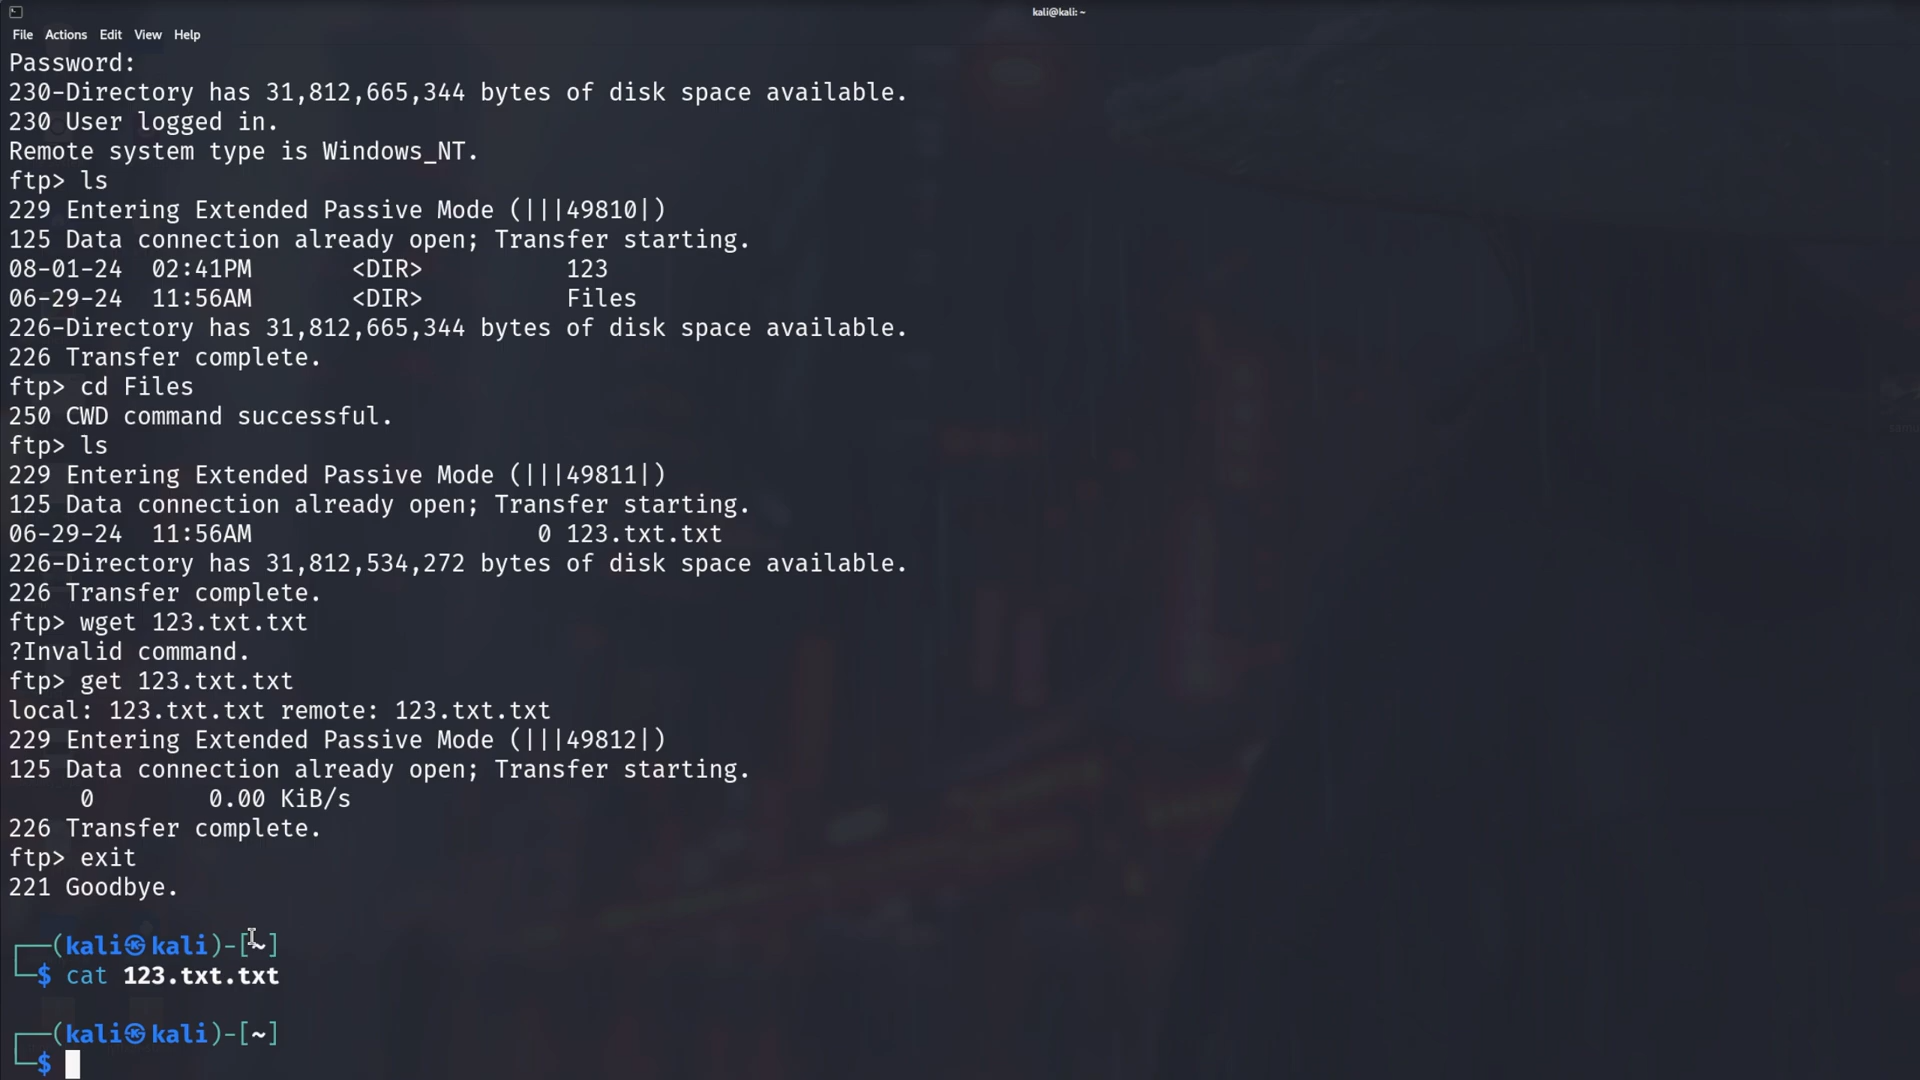 kali@kali: ~
File Actions Edit View Help
Password:
230-Directory has 31,812,665,344 bytes of disk space available.
230 User logged in.
Remote system type is Windows_NT.
ftp> ls
229 Entering Extended Passive Mode (|||49810|)
125 Data connection already open; Transfer starting.
08-01-24  02:41PM       <DIR>          123
06-29-24  11:56AM       <DIR>          Files
226-Directory has 31,812,665,344 bytes of disk space available.
226 Transfer complete.
ftp> cd Files
250 CWD command successful.
ftp> ls
229 Entering Extended Passive Mode (|||49811|)
125 Data connection already open; Transfer starting.
06-29-24  11:56AM                    0 123.txt.txt
226-Directory has 31,812,534,272 bytes of disk space available.
226 Transfer complete.
ftp> wget 123.txt.txt
?Invalid command.
ftp> get 123.txt.txt
local: 123.txt.txt remote: 123.txt.txt
229 Entering Extended Passive Mode (|||49812|)
125 Data connection already open; Transfer starting.
     0        0.00 KiB/s
226 Transfer complete.
ftp> exit
221 Goodbye.
┌──(kali㉿kali)-[~]
└─$ cat 123.txt.txt
┌──(kali㉿kali)-[~]
└─$